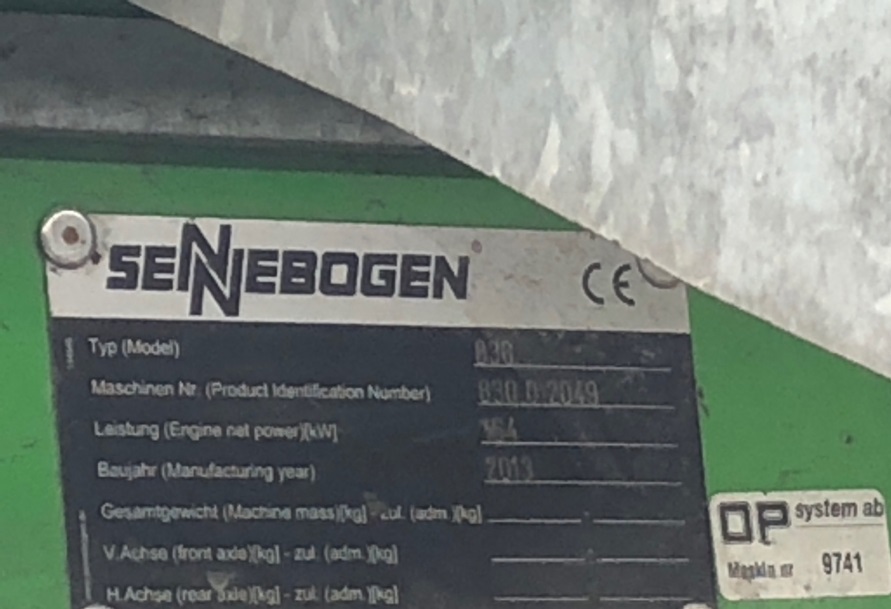 SENNEBOGEN
CE
Typ (Model) 830
Maschinen Nr. (Product Identification Number) 830.0.2049
Leistung (Engine net power)[kW] 164
Baujahr (Manufacturing year) 2013
Gesamtgewicht (Machine mass)[kg] - zul. (adm.)[kg]
V.Achse (front axle)[kg] - zul. (adm.)[kg]
H.Achse (rear axle)[kg] - zul. (adm.)[kg]
OP system ab
Maskin nr 9741